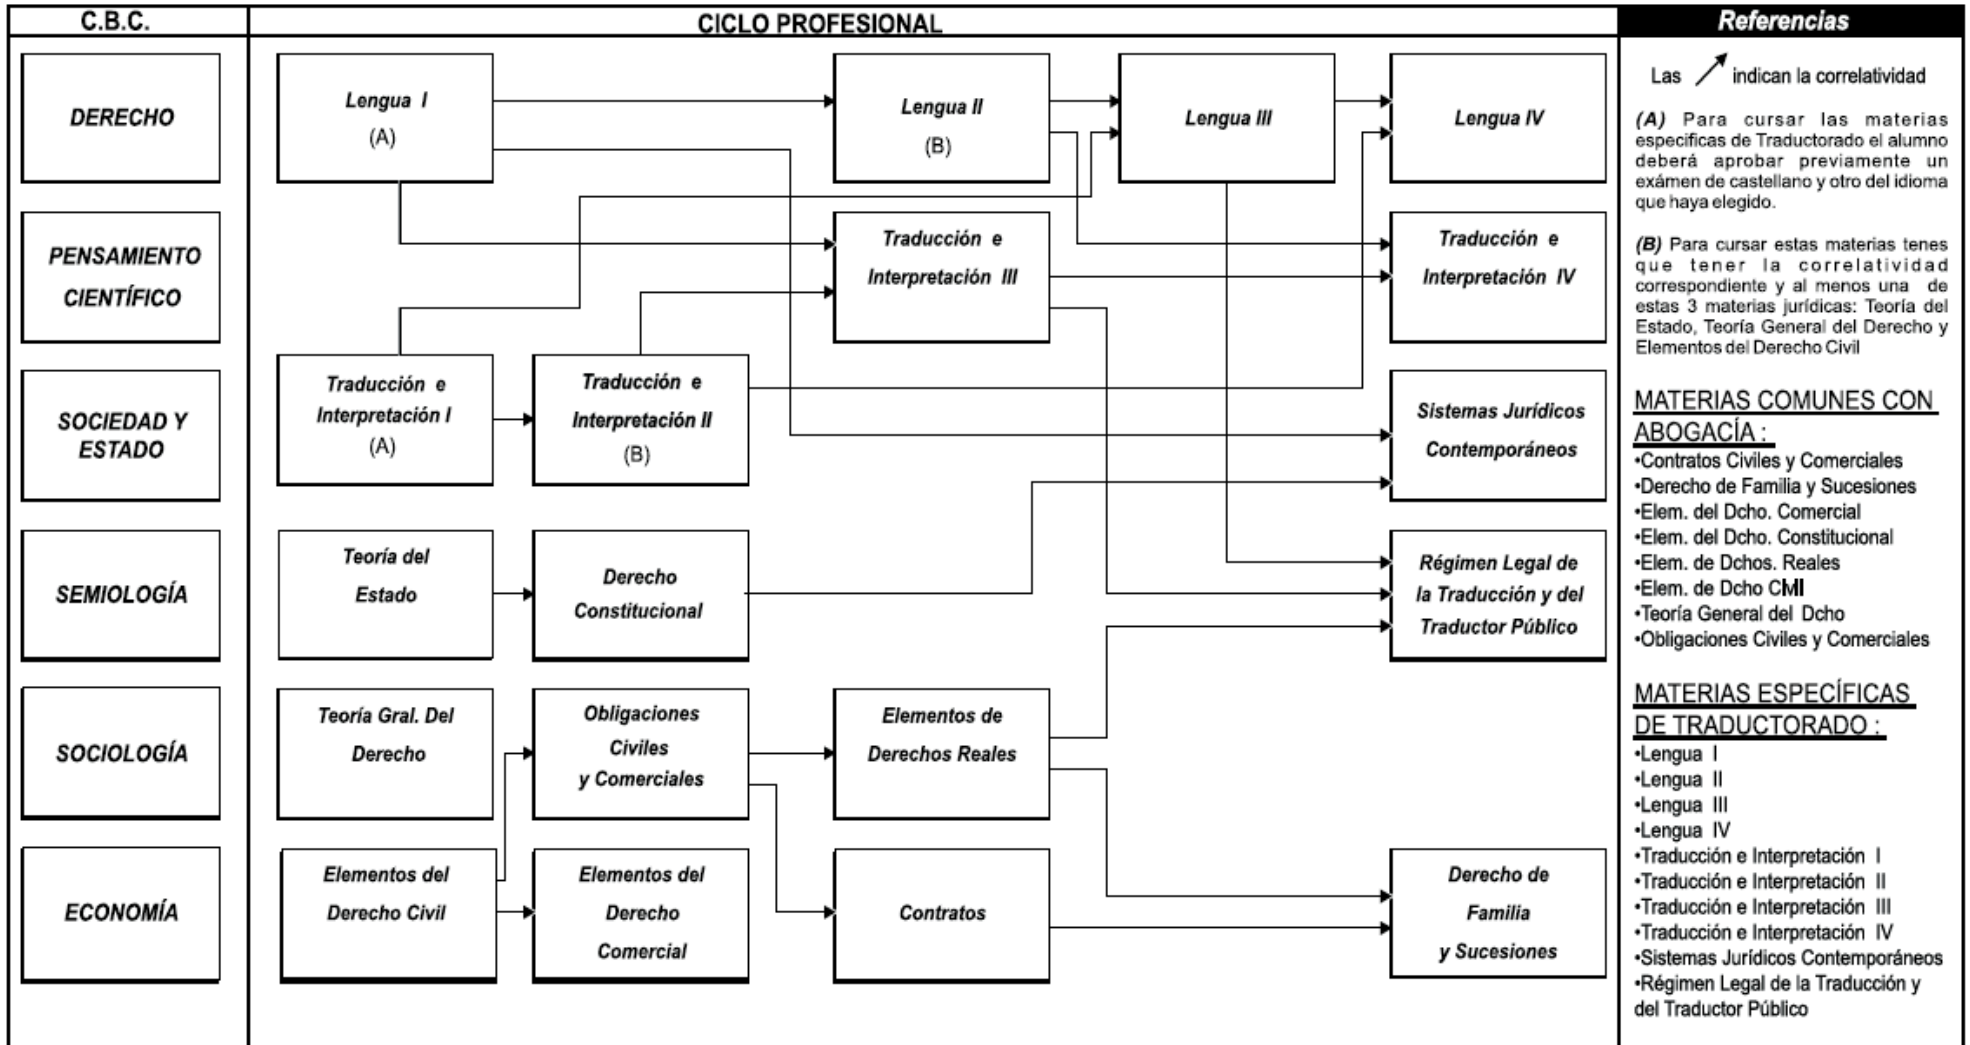 C.B.C.
CICLO PROFESIONAL
Referencias
DERECHO
PENSAMIENTO
CIENTÍFICO
SOCIEDAD Y
ESTADO
SEMIOLOGÍA
SOCIOLOGÍA
ECONOMÍA
Lengua I
(A)
Lengua II
(B)
Lengua III
Lengua IV
Traducción e
Interpretación III
Traducción e
Interpretación IV
Traducción e
Interpretación I
(A)
Traducción e
Interpretación II
(B)
Sistemas Jurídicos
Contemporáneos
Teoría del
Estado
Derecho
Constitucional
Régimen Legal de
la Traducción y del
Traductor Público
Teoría Gral. Del
Derecho
Obligaciones
Civiles
y Comerciales
Elementos de
Derechos Reales
Elementos del
Derecho Civil
Elementos del
Derecho
Comercial
Contratos
Derecho de
Familia
y Sucesiones
Las indican la correlatividad
(A) Para cursar las materias
especificas de Traductorado el alumno
deberá aprobar previamente un
exámen de castellano y otro del idioma
que haya elegido.
(B) Para cursar estas materias tenes
que tener la correlatividad
correspondiente y al menos una de
estas 3 materias jurídicas: Teoría del
Estado, Teoría General del Derecho y
Elementos del Derecho Civil
MATERIAS COMUNES CON
ABOGACÍA :
•Contratos Civiles y Comerciales
•Derecho de Familia y Sucesiones
•Elem. del Dcho. Comercial
•Elem. del Dcho. Constitucional
•Elem. de Dchos. Reales
•Elem. de Dcho
•Teoría General del Dcho
•Obligaciones Civiles y Comerciales
MATERIAS ESPECÍFICAS
DE TRADUCTORADO :
•Lengua I
•Lengua II
•Lengua III
•Lengua IV
•Traducción e Interpretación I
•Traducción e Interpretación II
•Traducción e Interpretación III
•Traducción e Interpretación IV
•Sistemas Jurídicos Contemporáneos
•Régimen Legal de la Traducción y
del Traductor Público